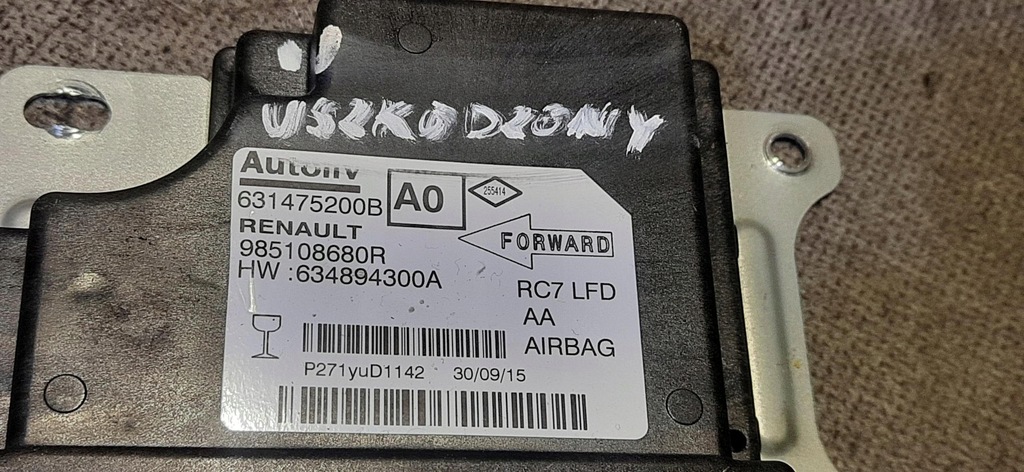 USZKODZONY
Autoliv
631475200B
A0
255414
RENAULT
985108680R
HW :634894300A
FORWARD
RC7 LFD
AA
AIRBAG
P271yuD1142 30/09/15